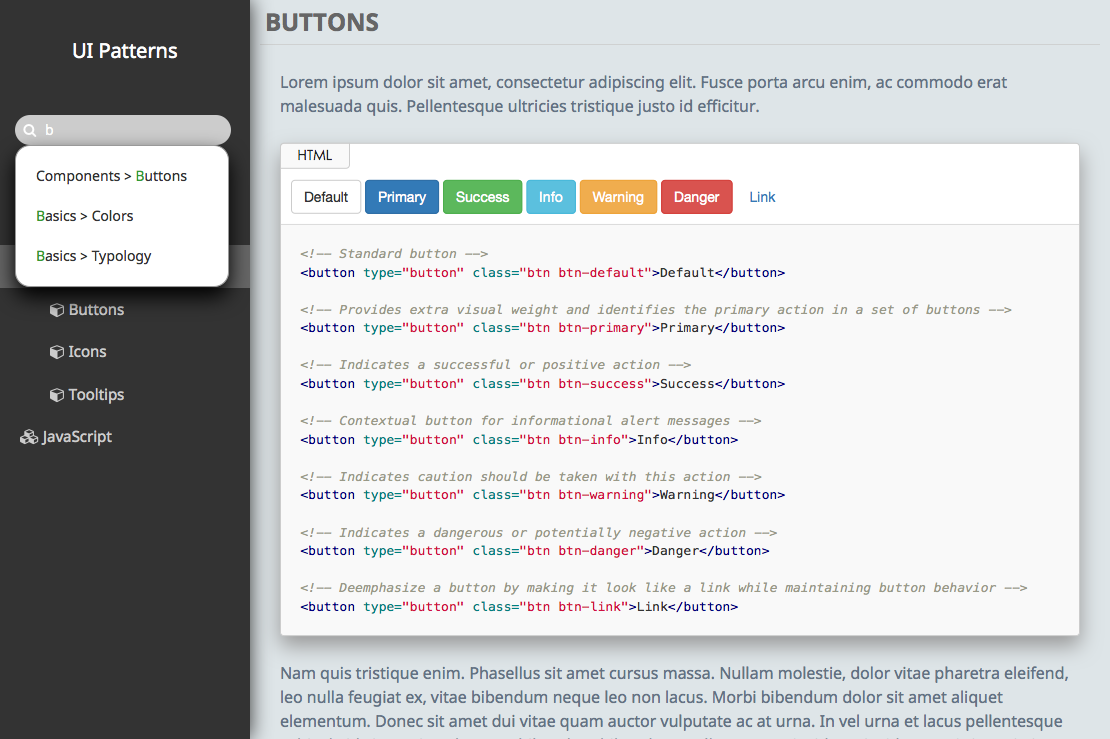 UI Patterns
b
Components > Buttons
Basics > Colors
Basics > Typology
Buttons
Icons
Tooltips
JavaScript
BUTTONS
Lorem ipsum dolor sit amet, consectetur adipiscing elit. Fusce porta arcu enim, ac commodo erat
malesuada quis. Pellentesque ultricies tristique justo id efficitur.
HTML
Default Primary Success Info Warning Danger Link
<!-- Standard button -->
<button type="button" class="btn btn-default">Default</button>
<!-- Provides extra visual weight and identifies the primary action in a set of buttons -->
<button type="button" class="btn btn-primary">Primary</button>
<!-- Indicates a successful or positive action -->
<button type="button" class="btn btn-success">Success</button>
<!-- Contextual button for informational alert messages -->
<button type="button" class="btn btn-info">Info</button>
<!-- Indicates caution should be taken with this action -->
<button type="button" class="btn btn-warning">Warning</button>
<!-- Indicates a dangerous or potentially negative action -->
<button type="button" class="btn btn-danger">Danger</button>
<!-- Deemphasize a button by making it look like a link while maintaining button behavior -->
<button type="button" class="btn btn-link">Link</button>
Nam quis tristique enim. Phasellus sit amet cursus massa. Nullam molestie, dolor vitae pharetra eleifend,
leo nulla feugiat ex, vitae bibendum neque leo non lacus. Morbi bibendum dolor sit amet aliquet
elementum. Donec sit amet dui vitae quam auctor vulputate ac at urna. In vel urna et lacus pellentesque